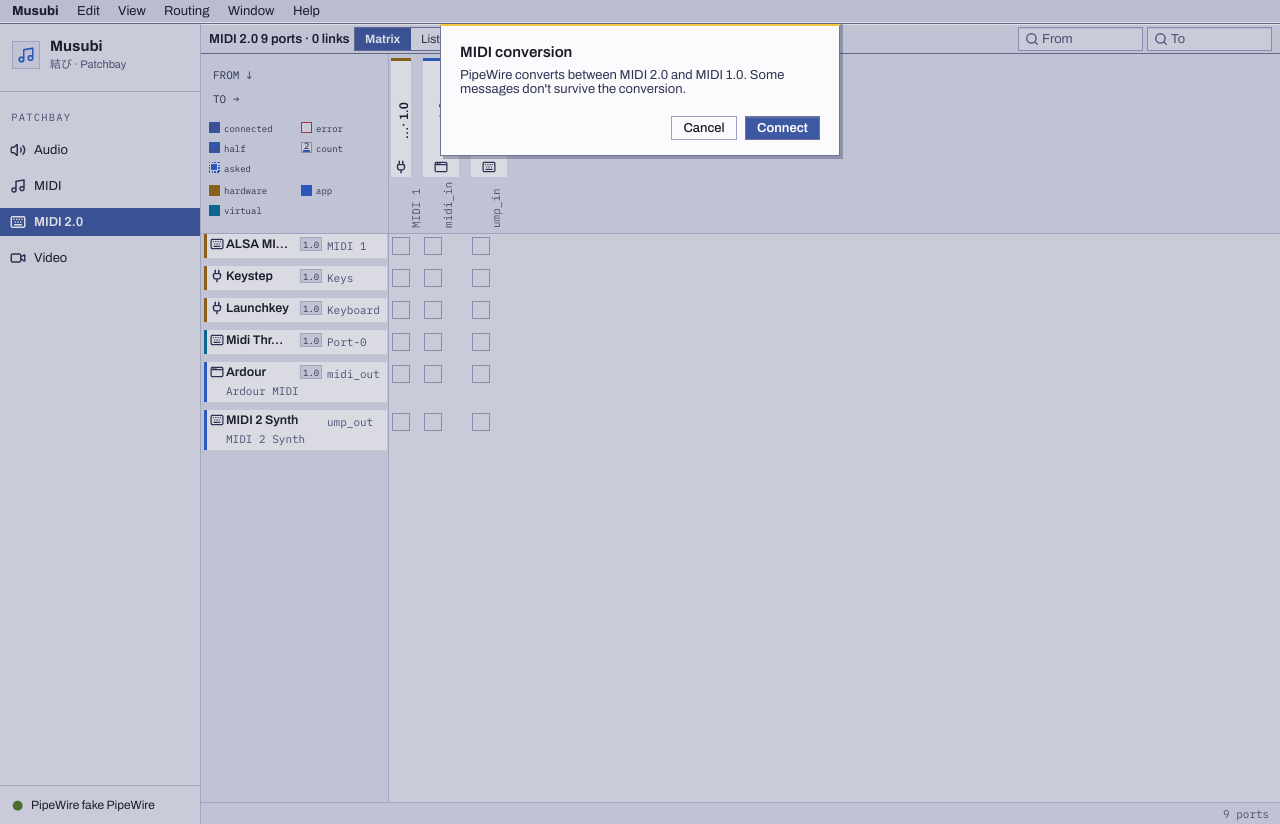 Musubi Edit View Routing Window Help
Musubi
結び · Patchbay
PATCHBAY
Audio
MIDI
MIDI 2.0
Video
PipeWire fake PipeWire
MIDI 2.0 9 ports · 0 links
Matrix
List
From
To
MIDI conversion
PipeWire converts between MIDI 2.0 and MIDI 1.0. Some
messages don't survive the conversion.
Cancel
Connect
FROM ↓
TO →
connected
error
half
2 count
asked
hardware
app
virtual
… · 1.0
MIDI 1
midi_in
ump_in
ALSA MI… 1.0 MIDI 1
Keystep 1.0 Keys
Launchkey 1.0 Keyboard
Midi Thr… 1.0 Port-0
Ardour 1.0 midi_out
Ardour MIDI
MIDI 2 Synth ump_out
MIDI 2 Synth
9 ports